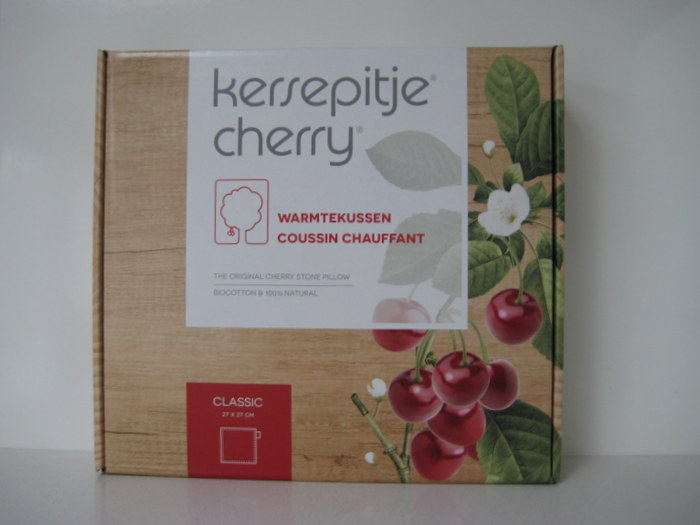 kersepitje®
cherry®
WARMTEKUSSEN
COUSSIN CHAUFFANT
THE ORIGINAL CHERRY STONE PILLOW
BIOCOTTON & 100% NATURAL
CLASSIC
27 X 27 CM